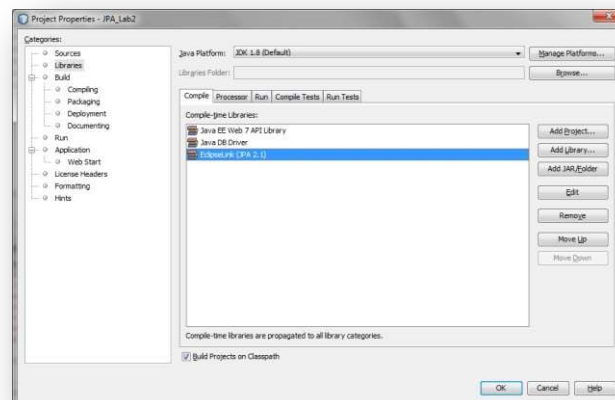 Project Properties - JPA_Lab2
Categories:
Sources
Libraries
Build
Compiling
Packaging
Deployment
Documenting
Run
Application
Web Start
License Headers
Formatting
Hints
Java Platform: JDK 1.8 (Default) Manage Platforms...
Libraries Folder: Browse...
Compile Processor Run Compile Tests Run Tests
Compile-time Libraries:
Java EE Web 7 API Library
Java DB Driver
EclipseLink (JPA 2.1)
Add Project...
Add Library...
Add JAR/Folder
Edit
Remove
Move Up
Move Down
Compile-time libraries are propagated to all library categories.
Build Projects on Classpath
OK Cancel Help